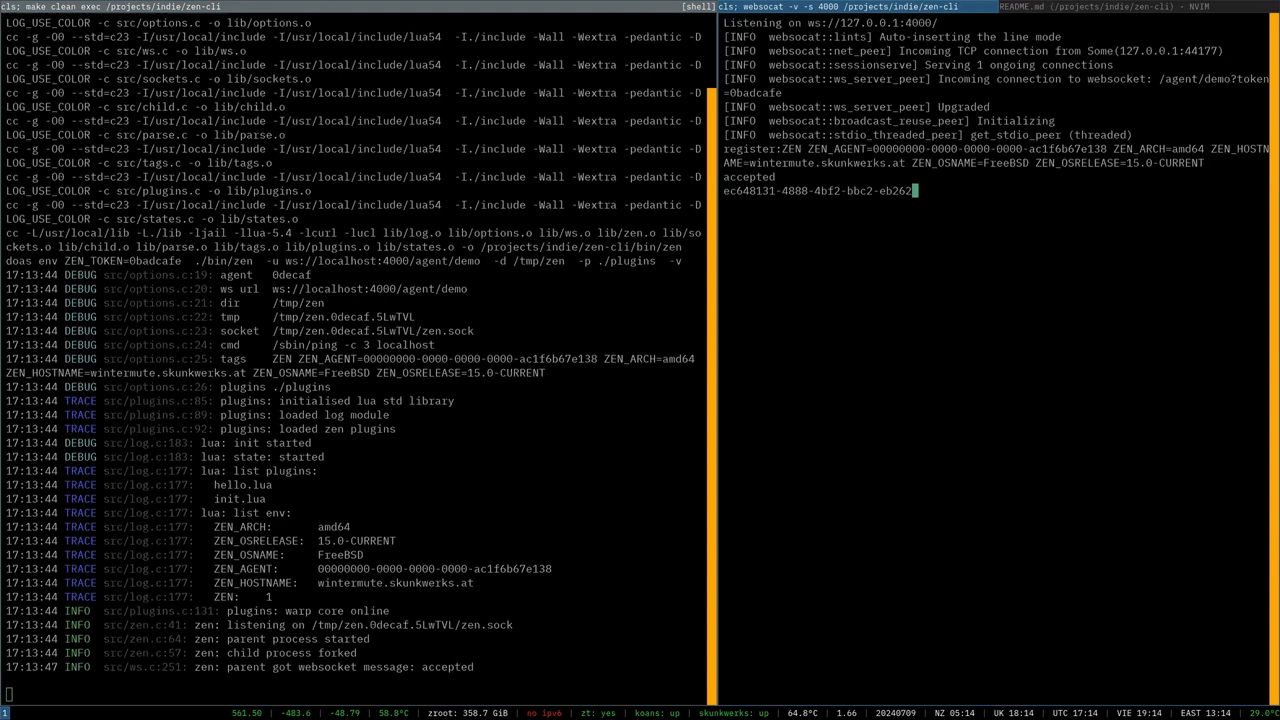 cls; make clean exec /projects/indie/zen-cli [shell]
LOG_USE_COLOR -c src/options.c -o lib/options.o
cc -g -O0 --std=c23 -I/usr/local/include -I/usr/local/include/lua54 -I./include -Wall -Wextra -pedantic -D
LOG_USE_COLOR -c src/ws.c -o lib/ws.o
cc -g -O0 --std=c23 -I/usr/local/include -I/usr/local/include/lua54 -I./include -Wall -Wextra -pedantic -D
LOG_USE_COLOR -c src/sockets.c -o lib/sockets.o
cc -g -O0 --std=c23 -I/usr/local/include -I/usr/local/include/lua54 -I./include -Wall -Wextra -pedantic -D
LOG_USE_COLOR -c src/child.c -o lib/child.o
cc -g -O0 --std=c23 -I/usr/local/include -I/usr/local/include/lua54 -I./include -Wall -Wextra -pedantic -D
LOG_USE_COLOR -c src/parse.c -o lib/parse.o
cc -g -O0 --std=c23 -I/usr/local/include -I/usr/local/include/lua54 -I./include -Wall -Wextra -pedantic -D
LOG_USE_COLOR -c src/tags.c -o lib/tags.o
cc -g -O0 --std=c23 -I/usr/local/include -I/usr/local/include/lua54 -I./include -Wall -Wextra -pedantic -D
LOG_USE_COLOR -c src/plugins.c -o lib/plugins.o
cc -g -O0 --std=c23 -I/usr/local/include -I/usr/local/include/lua54 -I./include -Wall -Wextra -pedantic -D
LOG_USE_COLOR -c src/states.c -o lib/states.o
cc -L/usr/local/lib -L./lib -ljail -llua-5.4 -lcurl -lucl lib/log.o lib/options.o lib/ws.o lib/zen.o lib/so
ckets.o lib/child.o lib/parse.o lib/tags.o lib/plugins.o lib/states.o -o /projects/indie/zen-cli/bin/zen
doas env ZEN_TOKEN=0badcafe ./bin/zen -u ws://localhost:4000/agent/demo -d /tmp/zen -p ./plugins -v
17:13:44 DEBUG src/options.c:19: agent 0decaf
17:13:44 DEBUG src/options.c:20: ws url ws://localhost:4000/agent/demo
17:13:44 DEBUG src/options.c:21: dir /tmp/zen
17:13:44 DEBUG src/options.c:22: tmp /tmp/zen.0decaf.5LwTVL
17:13:44 DEBUG src/options.c:23: socket /tmp/zen.0decaf.5LwTVL/zen.sock
17:13:44 DEBUG src/options.c:24: cmd /sbin/ping -c 3 localhost
17:13:44 DEBUG src/options.c:25: tags ZEN ZEN_AGENT=00000000-0000-0000-0000-ac1f6b67e138 ZEN_ARCH=amd64
ZEN_HOSTNAME=wintermute.skunkwerks.at ZEN_OSNAME=FreeBSD ZEN_OSRELEASE=15.0-CURRENT
17:13:44 DEBUG src/options.c:26: plugins ./plugins
17:13:44 TRACE src/plugins.c:85: plugins: initialised lua std library
17:13:44 TRACE src/plugins.c:89: plugins: loaded log module
17:13:44 TRACE src/plugins.c:92: plugins: loaded zen plugins
17:13:44 DEBUG src/log.c:183: lua: init started
17:13:44 DEBUG src/log.c:183: lua: state: started
17:13:44 TRACE src/log.c:177: lua: list plugins:
17:13:44 TRACE src/log.c:177: hello.lua
17:13:44 TRACE src/log.c:177: init.lua
17:13:44 TRACE src/log.c:177: lua: list env:
17:13:44 TRACE src/log.c:177: ZEN_ARCH: amd64
17:13:44 TRACE src/log.c:177: ZEN_OSRELEASE: 15.0-CURRENT
17:13:44 TRACE src/log.c:177: ZEN_OSNAME: FreeBSD
17:13:44 TRACE src/log.c:177: ZEN_AGENT: 00000000-0000-0000-0000-ac1f6b67e138
17:13:44 TRACE src/log.c:177: ZEN_HOSTNAME: wintermute.skunkwerks.at
17:13:44 TRACE src/log.c:177: ZEN: 1
17:13:44 INFO src/plugins.c:131: plugins: warp core online
17:13:44 INFO src/zen.c:41: zen: listening on /tmp/zen.0decaf.5LwTVL/zen.sock
17:13:44 INFO src/zen.c:64: zen: parent process started
17:13:44 INFO src/zen.c:57: zen: child process forked
17:13:47 INFO src/ws.c:251: zen: parent got websocket message: accepted
cls; websocat -v -s 4000 /projects/indie/zen-cli README.md (/projects/indie/zen-cli) - NVIM
Listening on ws://127.0.0.1:4000/
[INFO websocat::lints] Auto-inserting the line mode
[INFO websocat::net_peer] Incoming TCP connection from Some(127.0.0.1:44177)
[INFO websocat::sessionserve] Serving 1 ongoing connections
[INFO websocat::ws_server_peer] Incoming connection to websocket: /agent/demo?token
=0badcafe
[INFO websocat::ws_server_peer] Upgraded
[INFO websocat::broadcast_reuse_peer] Initializing
[INFO websocat::stdio_threaded_peer] get_stdio_peer (threaded)
register:ZEN ZEN_AGENT=00000000-0000-0000-0000-ac1f6b67e138 ZEN_ARCH=amd64 ZEN_HOSTN
AME=wintermute.skunkwerks.at ZEN_OSNAME=FreeBSD ZEN_OSRELEASE=15.0-CURRENT
accepted
ec648131-4888-4bf2-bbc2-eb262
1 561.50 | -483.6 | -48.79 | 58.8°C | zroot: 358.7 GiB | no ipv6 | zt: yes | koans: up | skunkwerks: up | 64.8°C | 1.66 | 20240709 | NZ 05:14 | UK 18:14 | UTC 17:14 | VIE 19:14 | EAST 13:14 | 29.0°